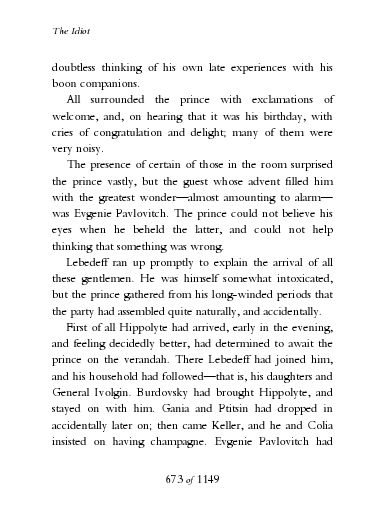 The Idiot
doubtless thinking of his own late experiences with his
boon companions.
All surrounded the prince with exclamations of
welcome, and, on hearing that it was his birthday, with
cries of congratulation and delight; many of them were
very noisy.
The presence of certain of those in the room surprised
the prince vastly, but the guest whose advent filled him
with the greatest wonder—almost amounting to alarm—
was Evgenie Pavlovitch. The prince could not believe his
eyes when he beheld the latter, and could not help
thinking that something was wrong.
Lebedeff ran up promptly to explain the arrival of all
these gentlemen. He was himself somewhat intoxicated,
but the prince gathered from his long-winded periods that
the party had assembled quite naturally, and accidentally.
First of all Hippolyte had arrived, early in the evening,
and feeling decidedly better, had determined to await the
prince on the verandah. There Lebedeff had joined him,
and his household had followed—that is, his daughters and
General Ivolgin. Burdovsky had brought Hippolyte, and
stayed on with him. Gania and Ptitsin had dropped in
accidentally later on; then came Keller, and he and Colia
insisted on having champagne. Evgenie Pavlovitch had
673 of 1149